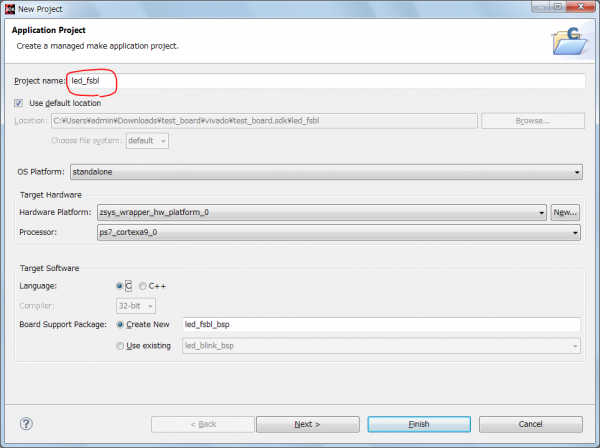 New Project
Application Project
Create a managed make application project.
Project name: led_fsbl
Use default location
Location: C:¥Users¥admin¥Downloads¥test_board¥vivado¥test_board.sdk¥led_fsbl Browse...
Choose file system: default
OS Platform: standalone
Target Hardware
Hardware Platform: zsys_wrapper_hw_platform_0 New...
Processor: ps7_cortexa9_0
Target Software
Language: C C++
Compiler: 32-bit
Board Support Package: Create New led_fsbl_bsp
Use existing led_blink_bsp
? < Back Next > Finish Cancel